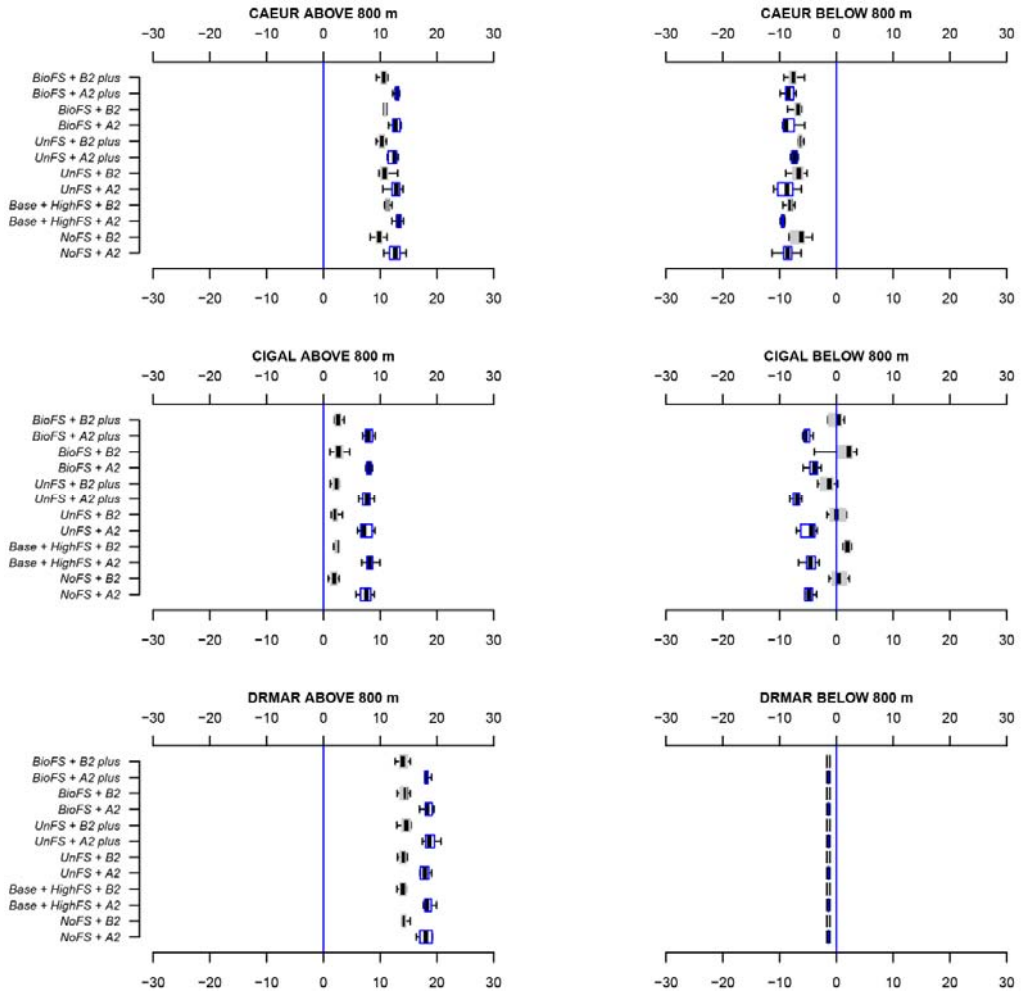 CAEUR ABOVE 800 m
−30 −20 −10 0 10 20 30
BioFS + B2 plus
BioFS + A2 plus
BioFS + B2
BioFS + A2
UnFS + B2 plus
UnFS + A2 plus
UnFS + B2
UnFS + A2
Base + HighFS + B2
Base + HighFS + A2
NoFS + B2
NoFS + A2
−30 −20 −10 0 10 20 30
CAEUR BELOW 800 m
−30 −20 −10 0 10 20 30
−30 −20 −10 0 10 20 30
CIGAL ABOVE 800 m
−30 −20 −10 0 10 20 30
BioFS + B2 plus
BioFS + A2 plus
BioFS + B2
BioFS + A2
UnFS + B2 plus
UnFS + A2 plus
UnFS + B2
UnFS + A2
Base + HighFS + B2
Base + HighFS + A2
NoFS + B2
NoFS + A2
−30 −20 −10 0 10 20 30
CIGAL BELOW 800 m
−30 −20 −10 0 10 20 30
−30 −20 −10 0 10 20 30
DRMAR ABOVE 800 m
−30 −20 −10 0 10 20 30
BioFS + B2 plus
BioFS + A2 plus
BioFS + B2
BioFS + A2
UnFS + B2 plus
UnFS + A2 plus
UnFS + B2
UnFS + A2
Base + HighFS + B2
Base + HighFS + A2
NoFS + B2
NoFS + A2
−30 −20 −10 0 10 20 30
DRMAR BELOW 800 m
−30 −20 −10 0 10 20 30
−30 −20 −10 0 10 20 30